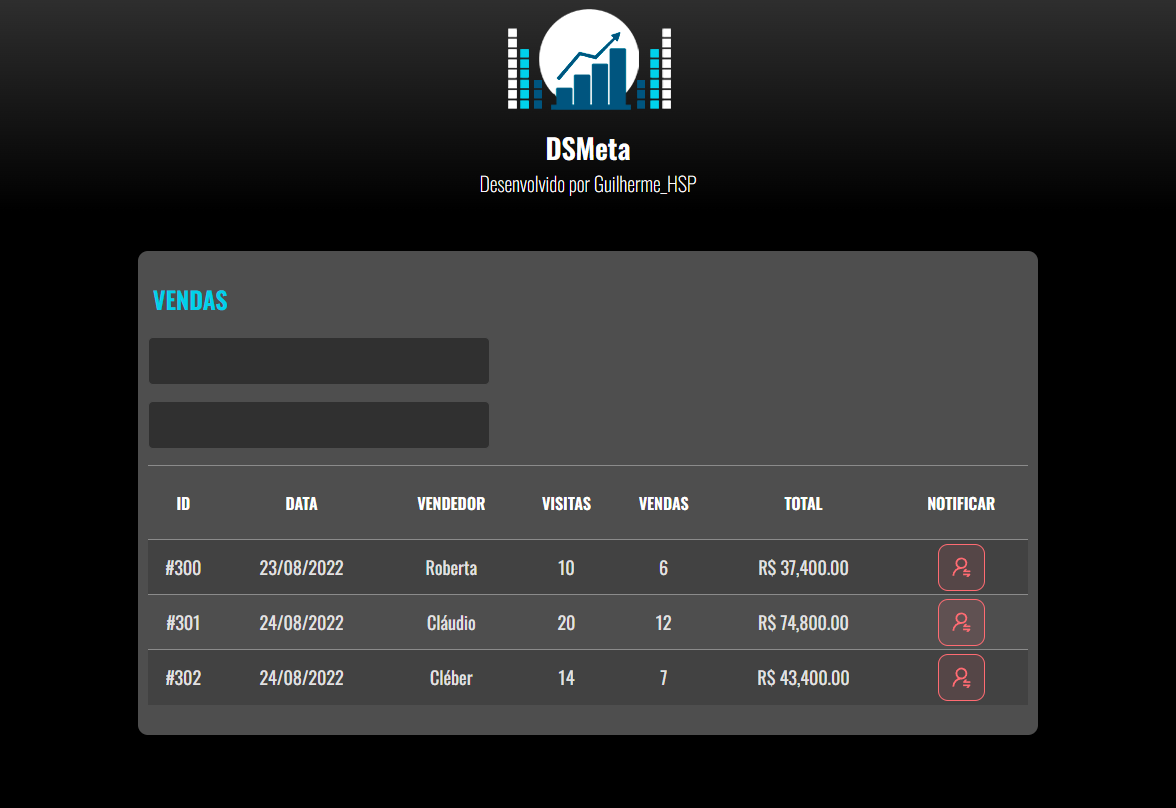 DSMeta
Desenvolvido por Guilherme_HSP
VENDAS
ID DATA VENDEDOR VISITAS VENDAS TOTAL NOTIFICAR
#300 23/08/2022 Roberta 10 6 R$ 37,400.00
#301 24/08/2022 Cláudio 20 12 R$ 74,800.00
#302 24/08/2022 Cléber 14 7 R$ 43,400.00